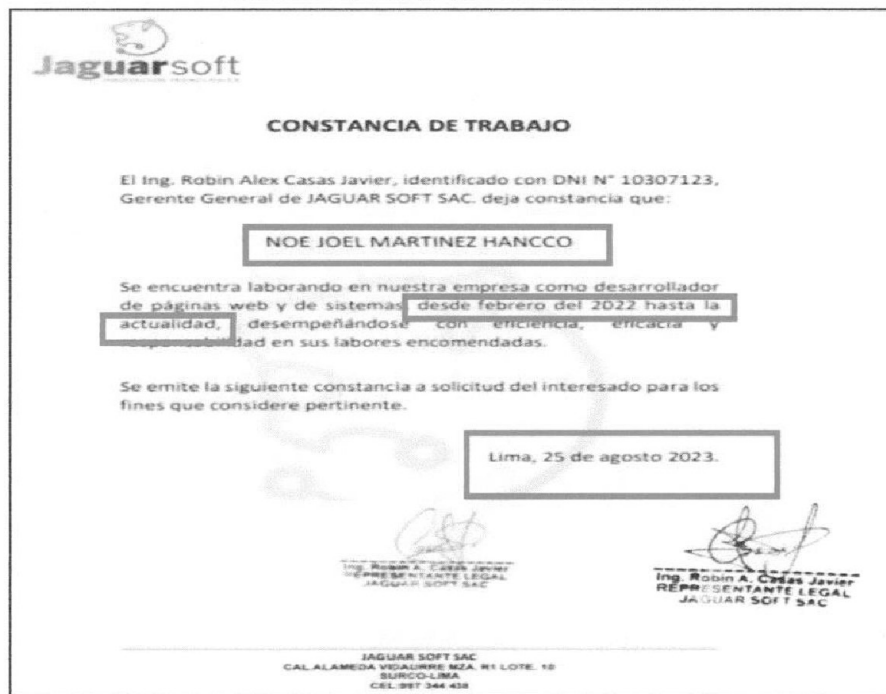 Jaguarsoft
CONSTANCIA DE TRABAJO
El Ing. Robin Alex Casas Javier, identificado con DNI N° 10307123,
Gerente General de JAGUAR SOFT SAC. deja constancia que:
NOE JOEL MARTINEZ HANCCO
Se encuentra laborando en nuestra empresa como desarrollador
de páginas web y de sistemas desde febrero del 2022 hasta la
actualidad, desempeñándose con eficiencia, eficacia y
responsabilidad en sus labores encomendadas.
Se emite la siguiente constancia a solicitud del interesado para los
fines que considere pertinente.
Lima, 25 de agosto 2023.
Ing. Robin A. Casas Javier
REPRESENTANTE LEGAL
JAGUAR SOFT SAC
Ing. Robin A. Casas Javier
REPRESENTANTE LEGAL
JAGUAR SOFT SAC
JAGUAR SOFT SAC
CAL.ALAMEDA VIDAURRE MZA. R1 LOTE. 10
SURCO-LIMA
CEL:997 344 458